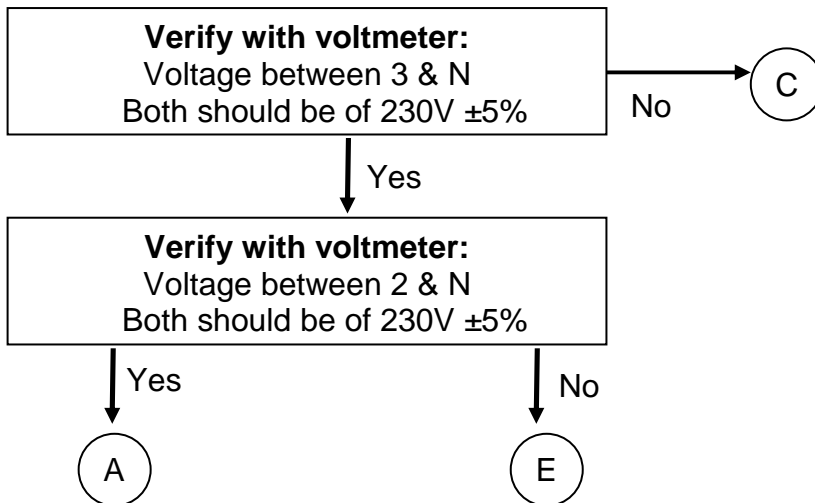 Verify with voltmeter:
Voltage between 3 & N
Both should be of 230V ±5%
C
No
Yes
Verify with voltmeter:
Voltage between 2 & N
Both should be of 230V ±5%
Yes
No
A
E